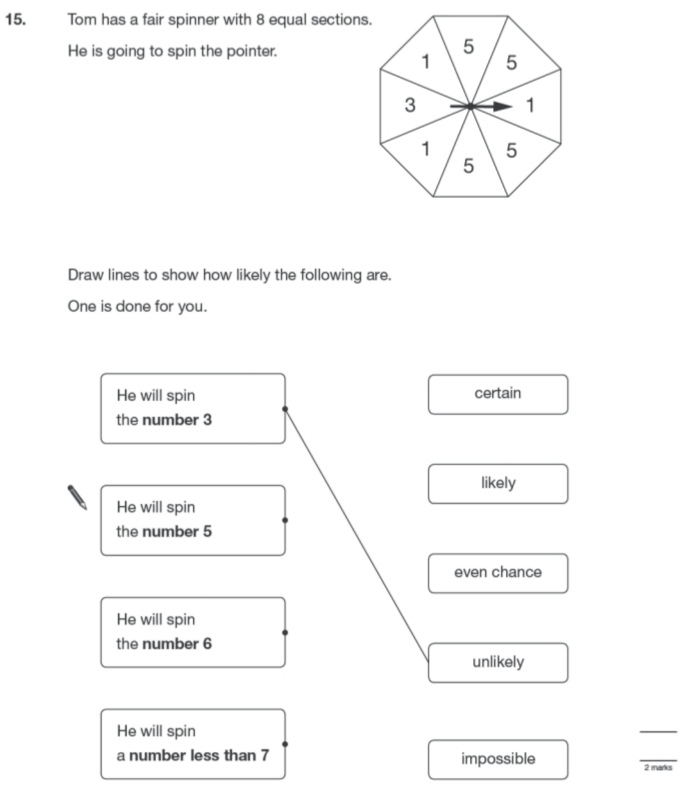 15. Tom has a fair spinner with 8 equal sections.
He is going to spin the pointer.
5
1 5
3 1
1 5
5
Draw lines to show how likely the following are.
One is done for you.
He will spin
the number 3
certain
likely
He will spin
the number 5
even chance
He will spin
the number 6
unlikely
He will spin
a number less than 7
impossible
2 marks